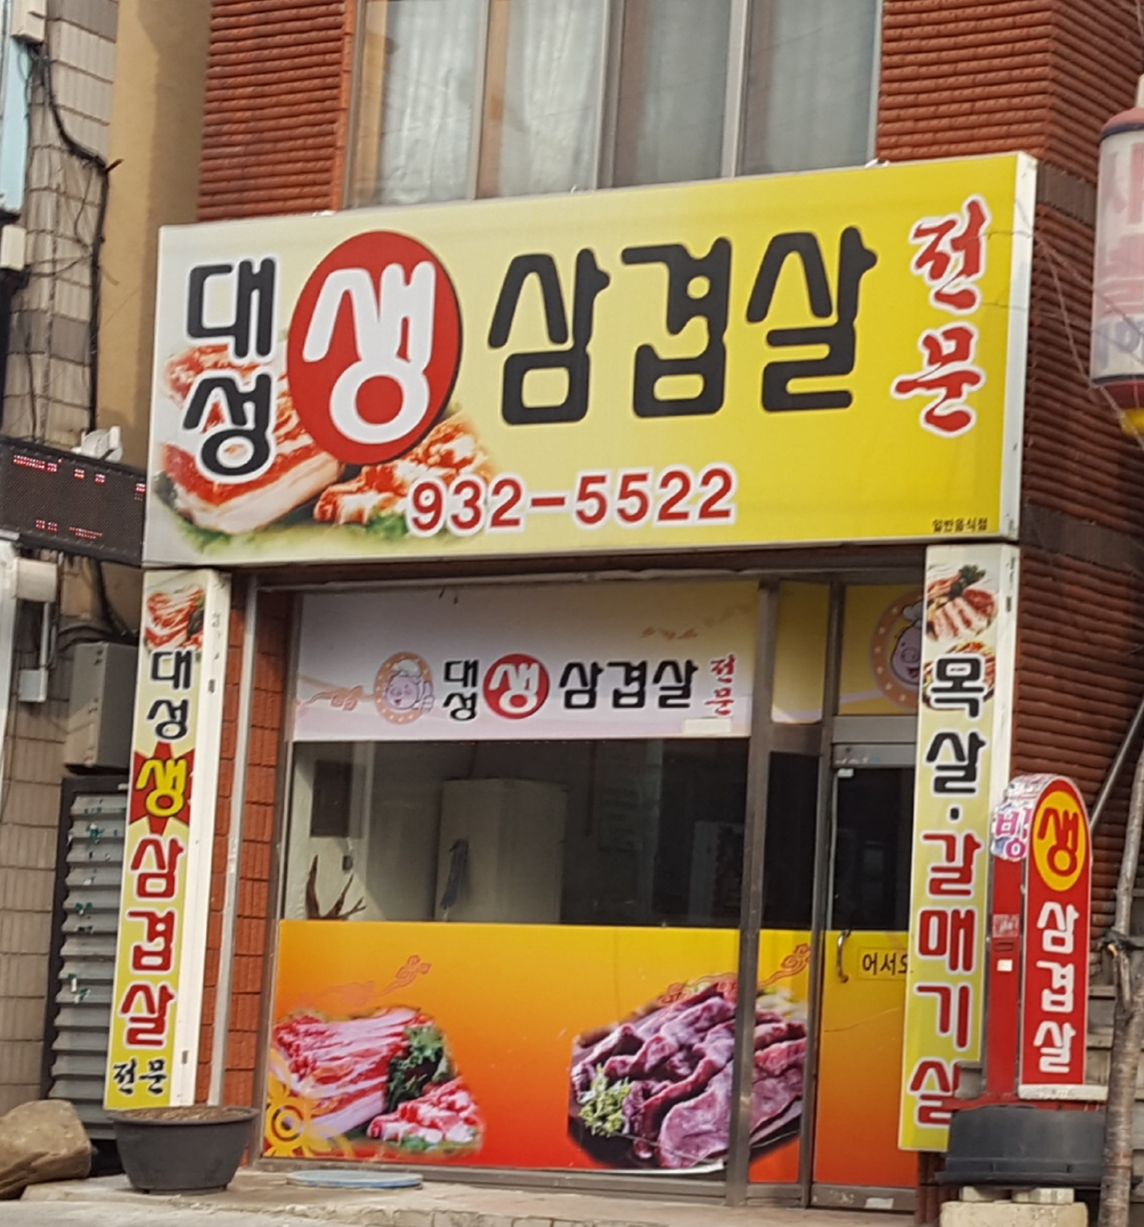 대성 생 삼겹살 전문
932-5522
일반음식점
대성 생 삼겹살 전문
대성 생 삼겹살 전문
목살·갈매기살
생 삼겹살
어서오